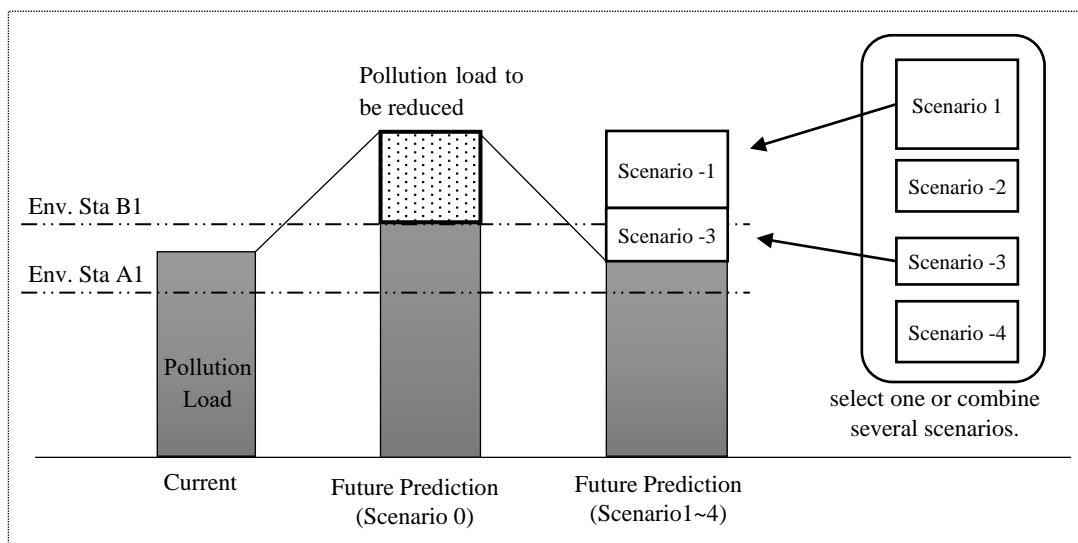 Pollution load to
be reduced
Env. Sta B1
Env. Sta A1
Pollution
Load
Scenario -1
Scenario -3
Scenario 1
Scenario -2
Scenario -3
Scenario -4
select one or combine
several scenarios.
Current
Future Prediction
(Scenario 0)
Future Prediction
(Scenario1~4)